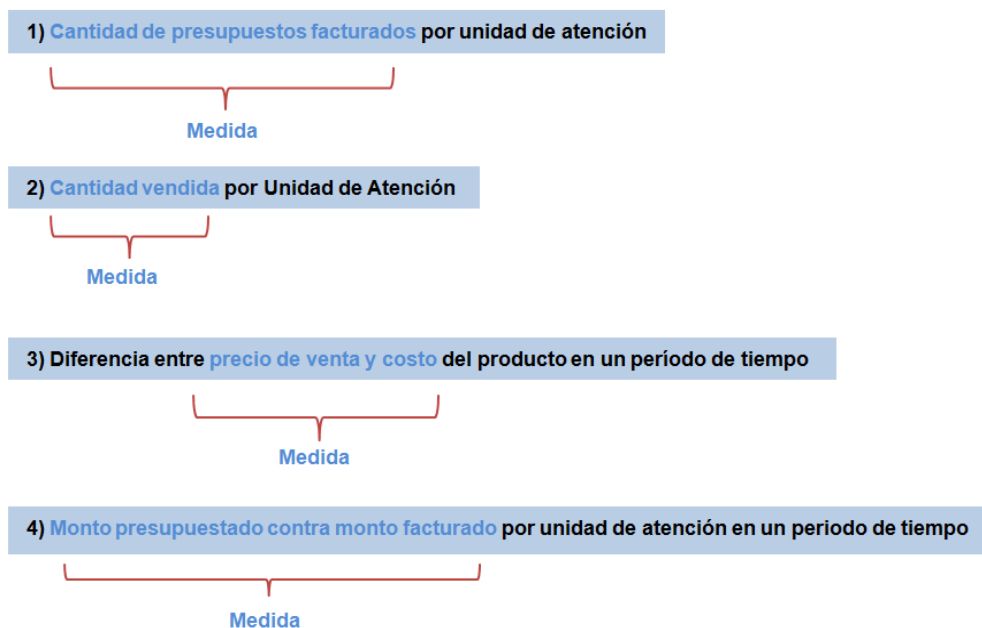 1) Cantidad de presupuestos facturados por unidad de atención
Medida
2) Cantidad vendida por Unidad de Atención
Medida
3) Diferencia entre precio de venta y costo del producto en un período de tiempo
Medida
4) Monto presupuestado contra monto facturado por unidad de atención en un periodo de tiempo
Medida